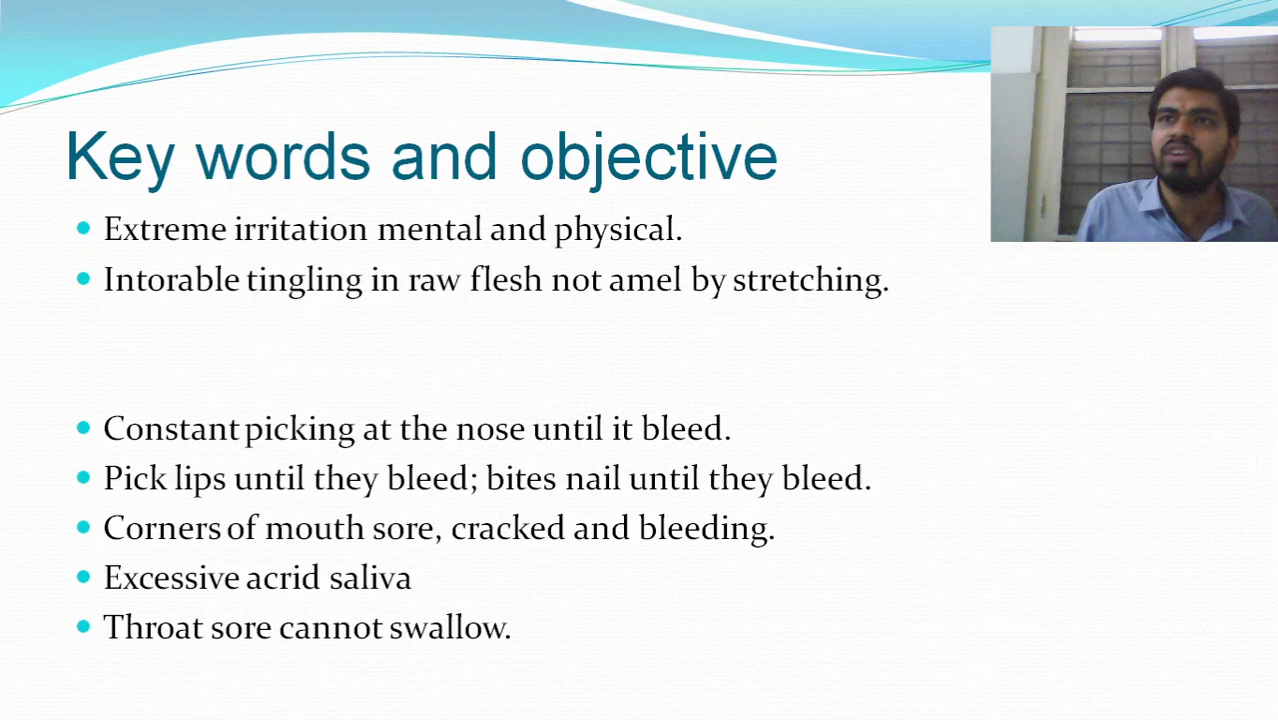 Key words and objective
Extreme irritation mental and physical.
Intorable tingling in raw flesh not amel by stretching.
Constant picking at the nose until it bleed.
Pick lips until they bleed; bites nail until they bleed.
Corners of mouth sore, cracked and bleeding.
Excessive acrid saliva
Throat sore cannot swallow.